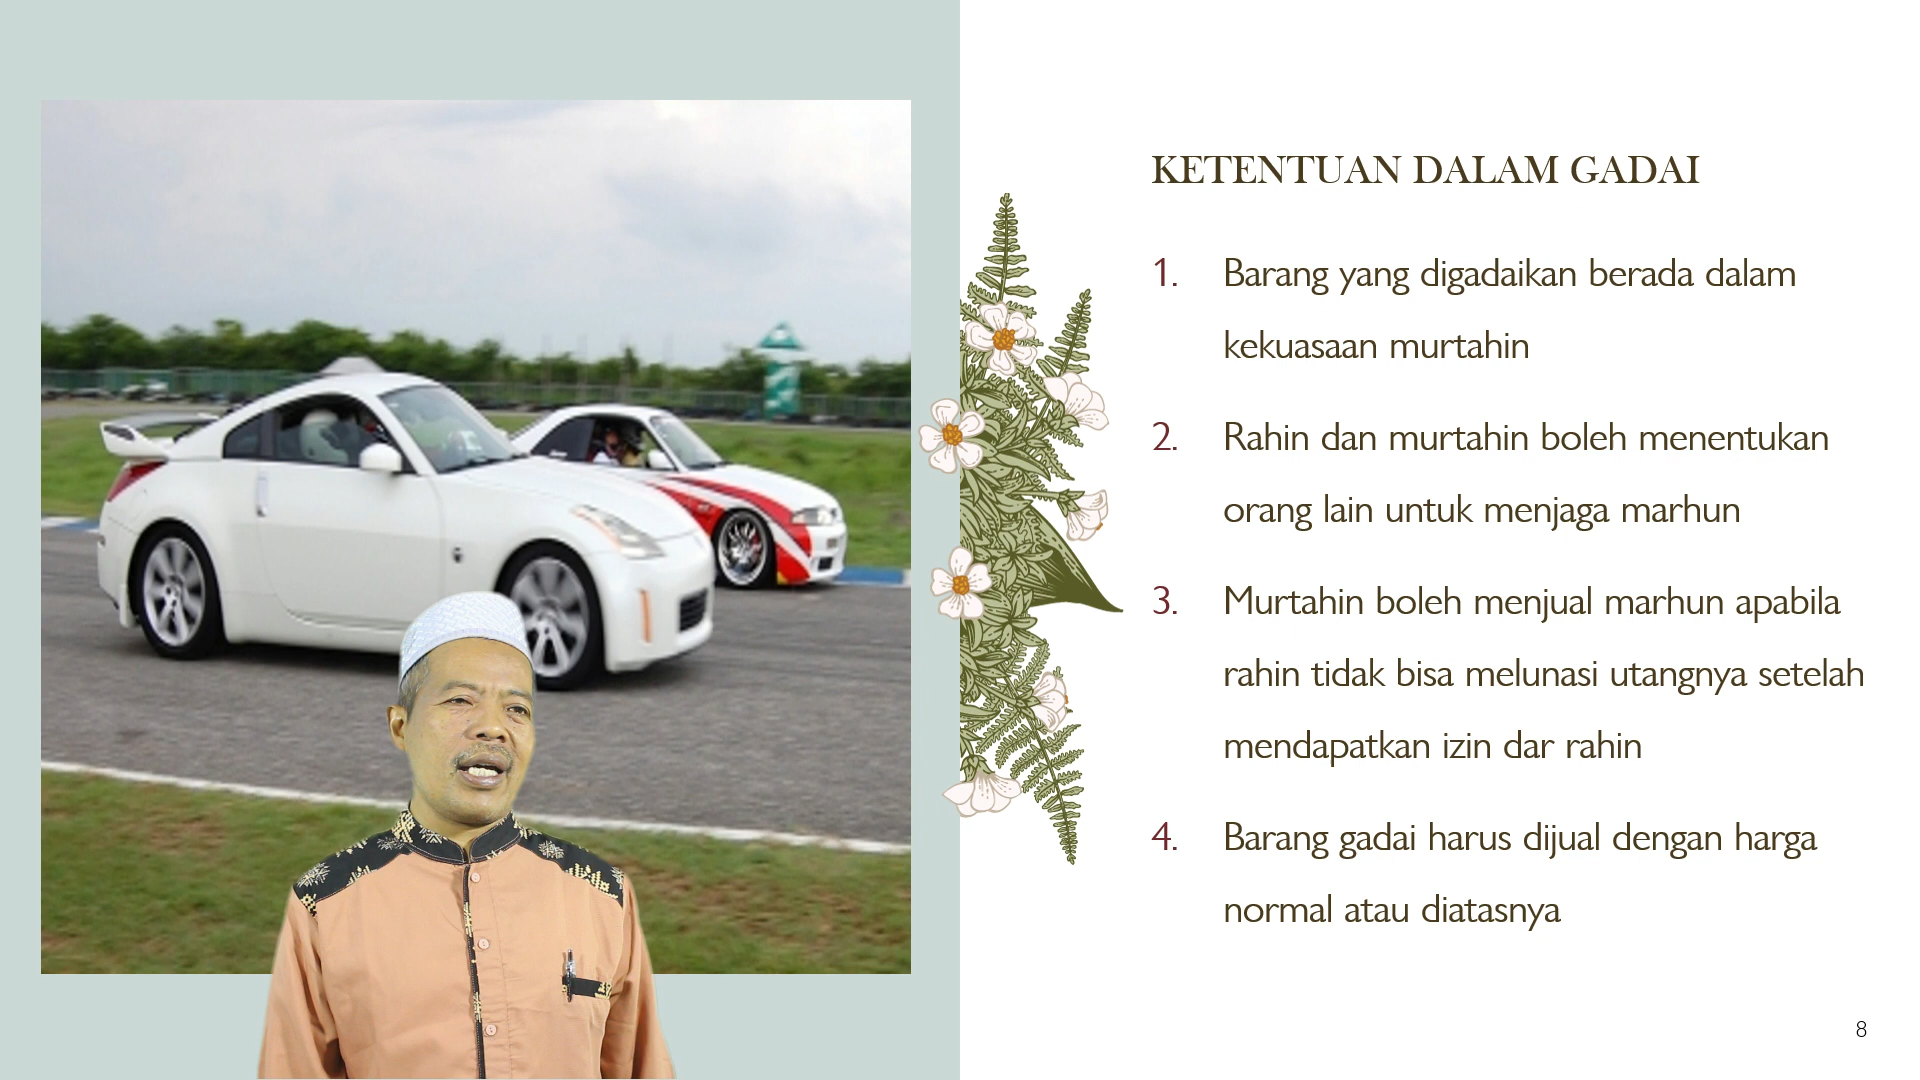 KETENTUAN DALAM GADAI
1. Barang yang digadaikan berada dalam
kekuasaan murtahin
2. Rahin dan murtahin boleh menentukan
orang lain untuk menjaga marhun
3. Murtahin boleh menjual marhun apabila
rahin tidak bisa melunasi utangnya setelah
mendapatkan izin dar rahin
4. Barang gadai harus dijual dengan harga
normal atau diatasnya
8